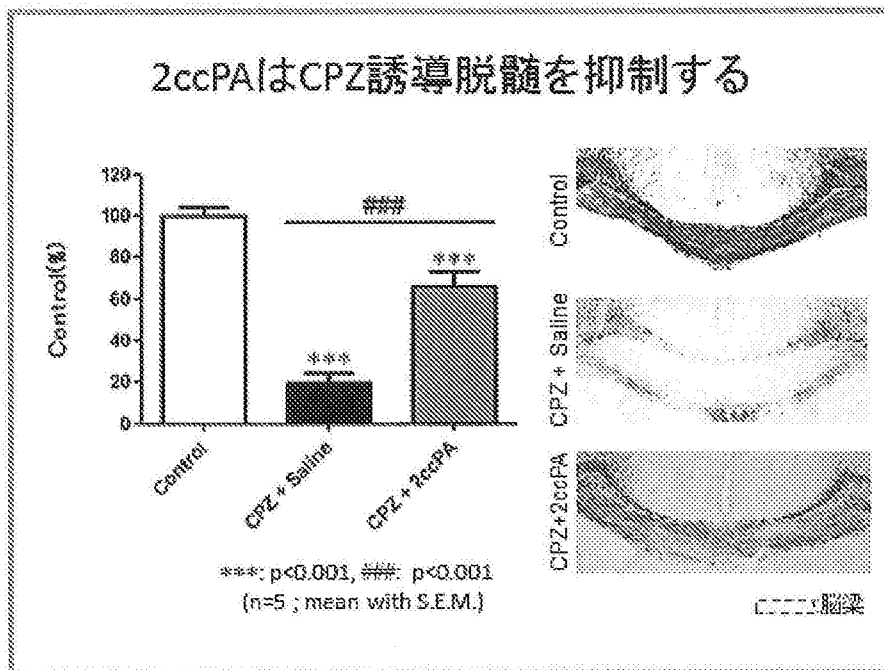 2ccPAはCPZ誘導脱髄を抑制する
120
100
80
60
40
20
0
Control(%)
###
***
***
Control
CPZ + Saline
CPZ + 2ccPA
***: p<0.001, ###: p<0.001
(n=5 ; mean with S.E.M.)
Control
CPZ + Saline
CPZ+2ccPA
脳梁